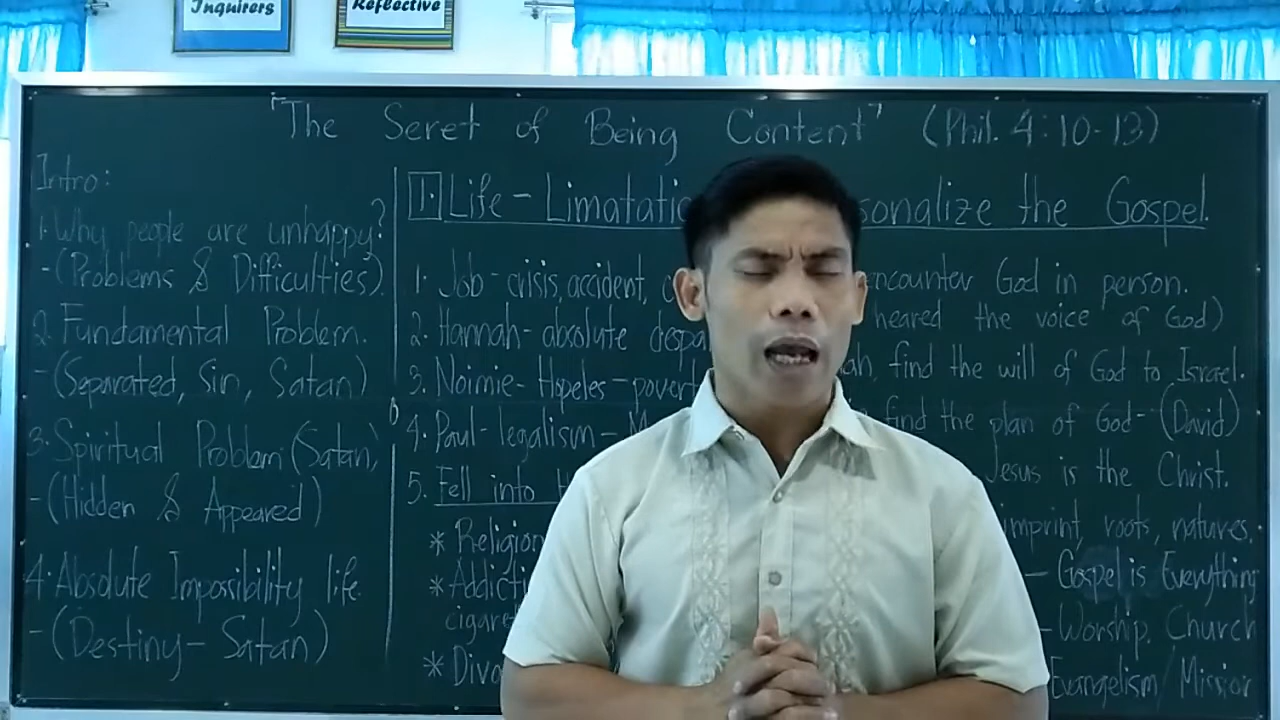 Inquirers
Reflective
"The Seret of Being Content" (Phil. 4:10-13)
Intro:
1. Why people are unhappy?
-(Problems & Difficulties).
2. Fundamental Problem.
-(Separated, Sin, Satan)
3. Spiritual Problem (Satan,
-(Hidden & Appeared)
4. Absolute Impossibility life.
-(Destiny- Satan)
1. Life - Limatatio sonalize the Gospel.
1. Job - crisis, accident, encounter God in person.
heared the voice of God)
2. Hannah- absolute despa ah, find the will of God to Israel.
3. Noimie- Hopeles - povert find the plan of God- (David)
4. Paul- legalism - M Jesus is the Christ.
5. Fell into imprint, roots, natures,
* Religion - Gospel is Everything
* Addicti
cigare - Worship, Church
* Divo Evangelism / Mission